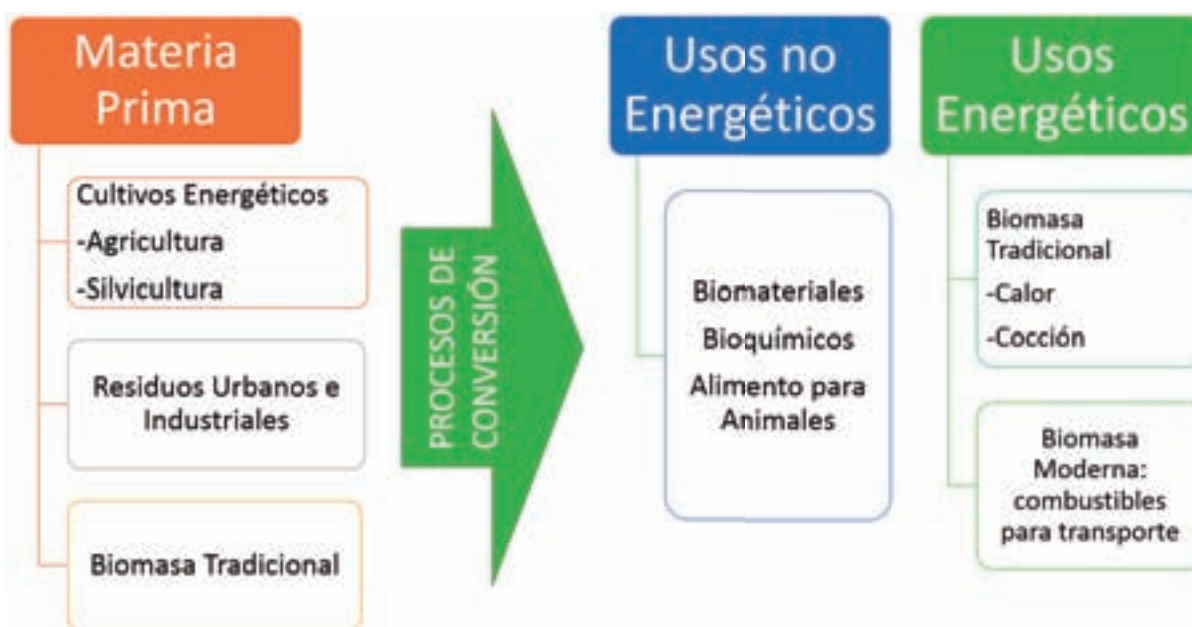 Materia
Prima
Cultivos Energéticos
-Agricultura
-Silvicultura
Residuos Urbanos e
Industriales
Biomasa Tradicional
PROCESOS DE
CONVERSIÓN
Usos no
Energéticos
Biomateriales
Bioquímicos
Alimento para
Animales
Usos
Energéticos
Biomasa
Tradicional
-Calor
-Cocción
Biomasa
Moderna:
combustibles
para transporte